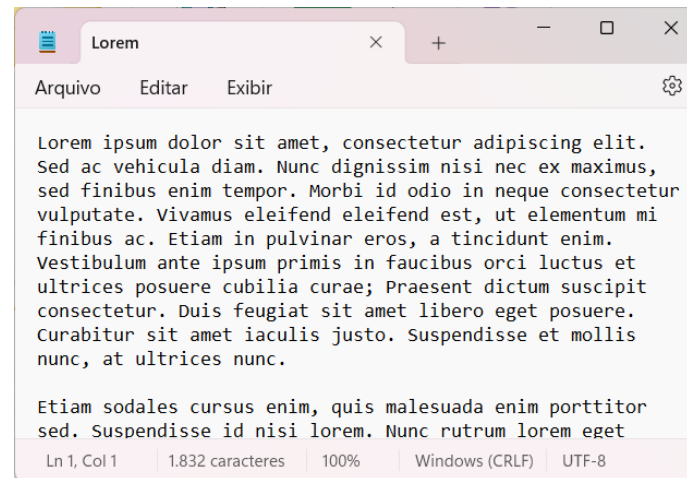 Lorem
Arquivo Editar Exibir
Lorem ipsum dolor sit amet, consectetur adipiscing elit.
Sed ac vehicula diam. Nunc dignissim nisi nec ex maximus,
sed finibus enim tempor. Morbi id odio in neque consectetur
vulputate. Vivamus eleifend eleifend est, ut elementum mi
finibus ac. Etiam in pulvinar eros, a tincidunt enim.
Vestibulum ante ipsum primis in faucibus orci luctus et
ultrices posuere cubilia curae; Praesent dictum suscipit
consectetur. Duis feugiat sit amet libero eget posuere.
Curabitur sit amet iaculis justo. Suspendisse et mollis
nunc, at ultrices nunc.
Etiam sodales cursus enim, quis malesuada enim porttitor
sed. Suspendisse id nisi lorem. Nunc rutrum lorem eget
Ln 1, Col 1 1.832 caracteres 100% Windows (CRLF) UTF-8